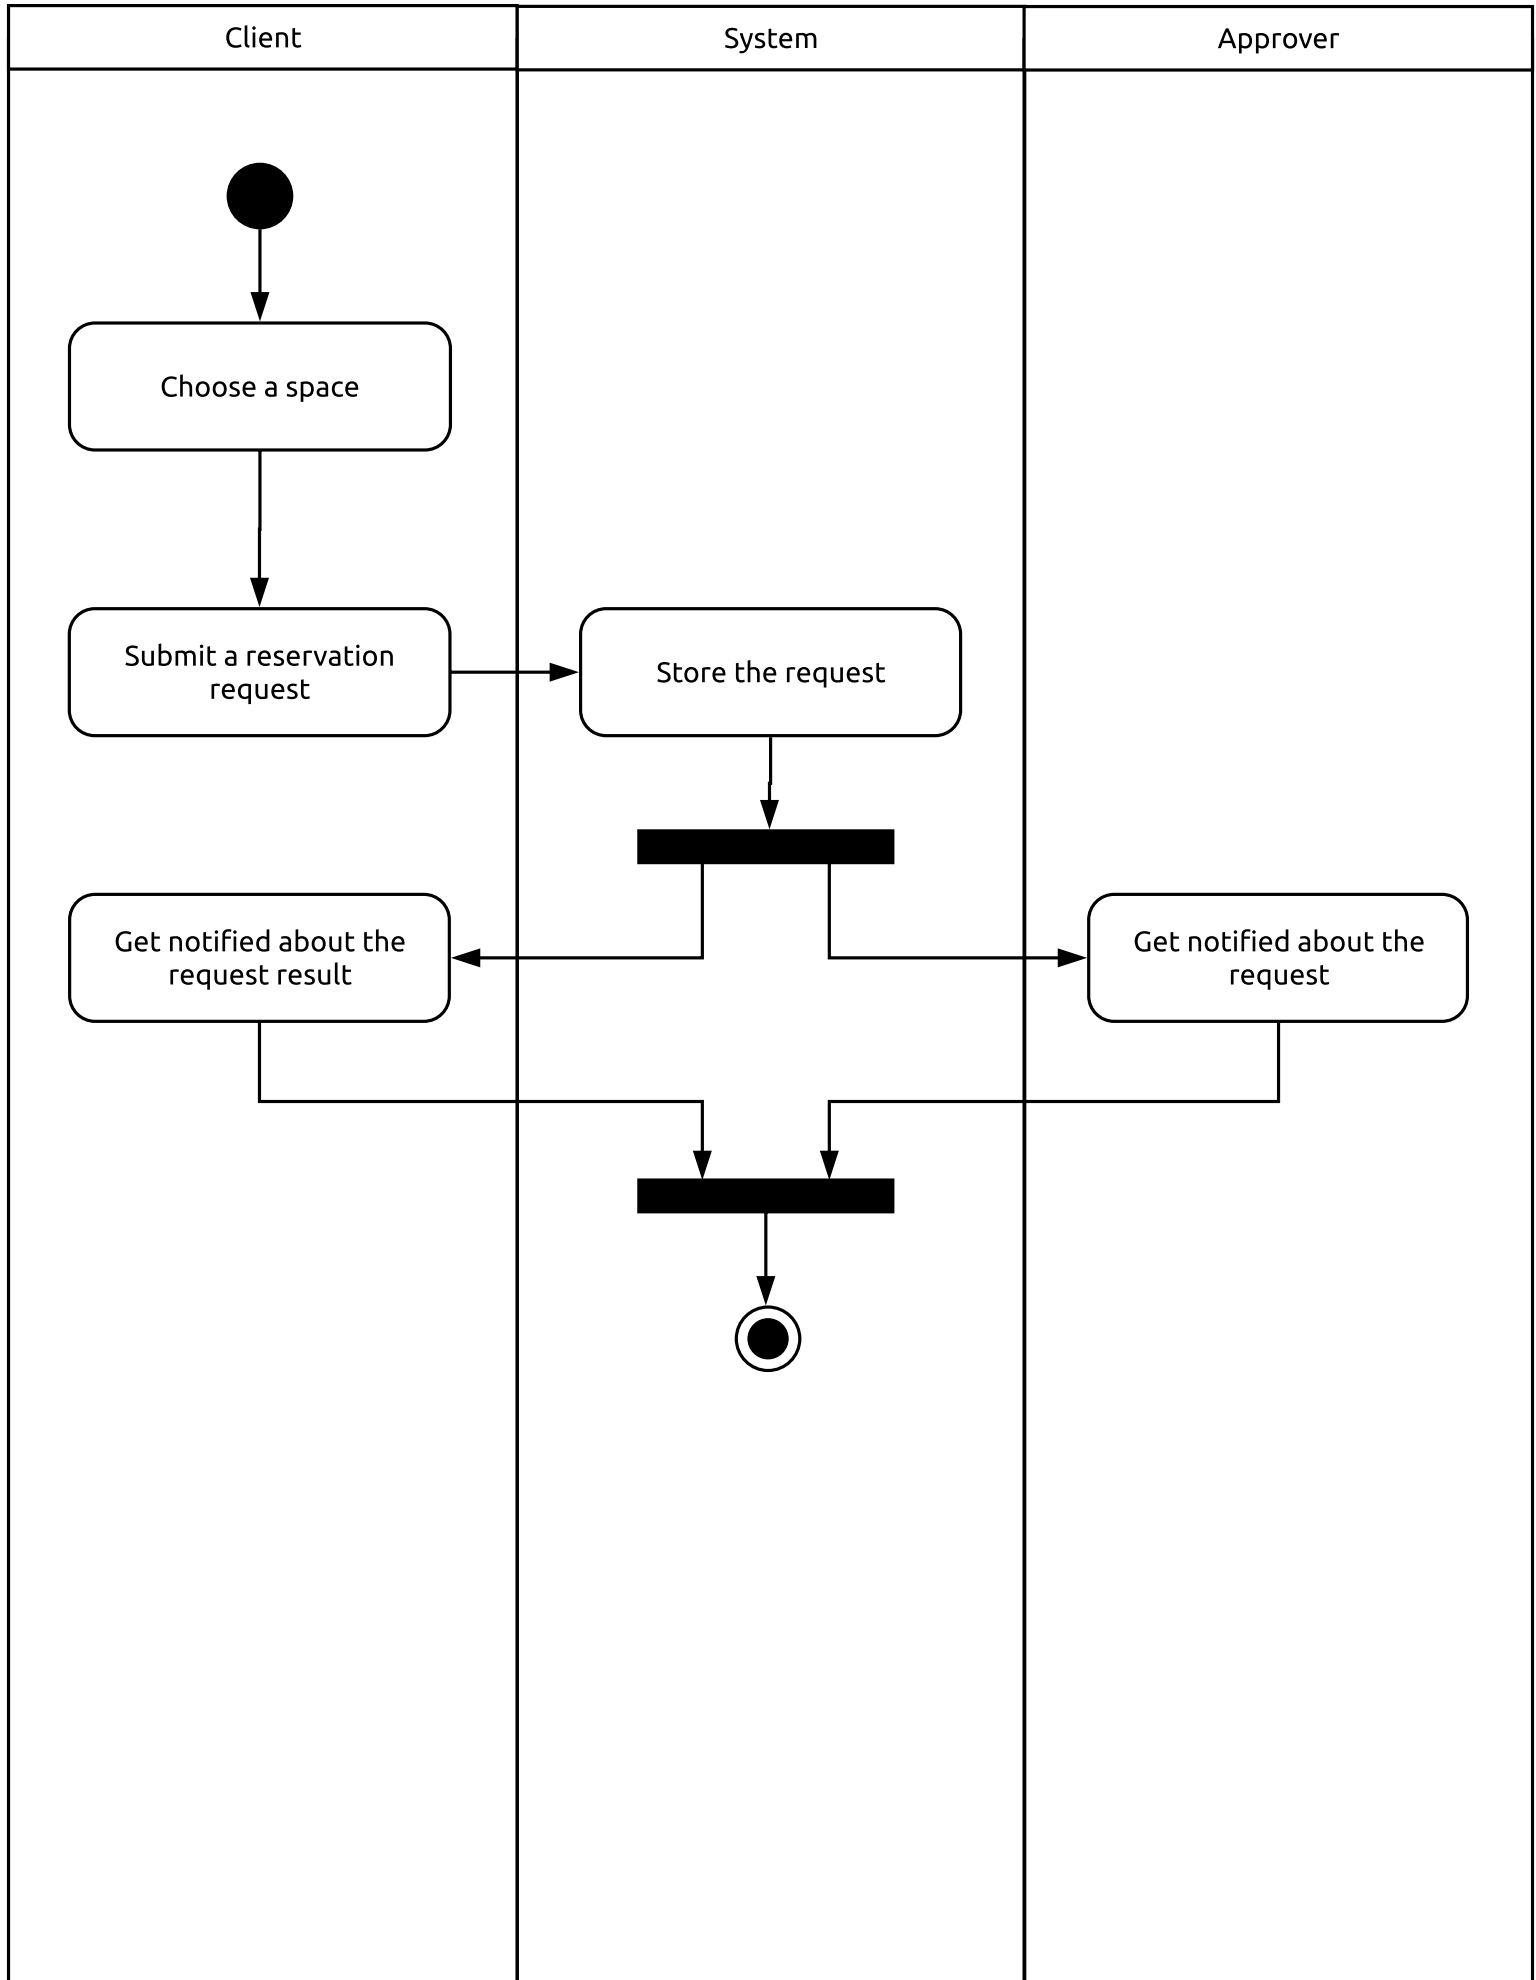 Client
System
Approver
Choose a space
Submit a reservation
request
Store the request
Get notified about the
request result
Get notified about the
request